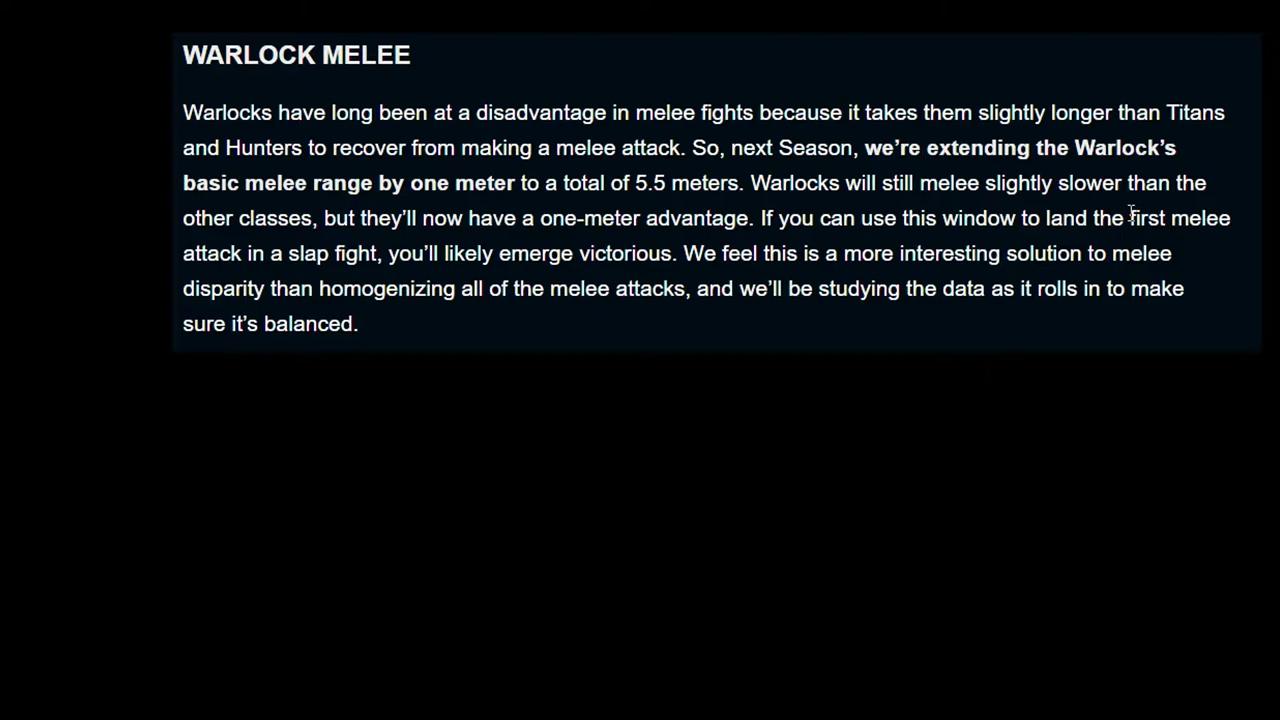 WARLOCK MELEE
Warlocks have long been at a disadvantage in melee fights because it takes them slightly longer than Titans
and Hunters to recover from making a melee attack. So, next Season, we’re extending the Warlock’s
basic melee range by one meter to a total of 5.5 meters. Warlocks will still melee slightly slower than the
other classes, but they’ll now have a one-meter advantage. If you can use this window to land the first melee
attack in a slap fight, you’ll likely emerge victorious. We feel this is a more interesting solution to melee
disparity than homogenizing all of the melee attacks, and we’ll be studying the data as it rolls in to make
sure it’s balanced.